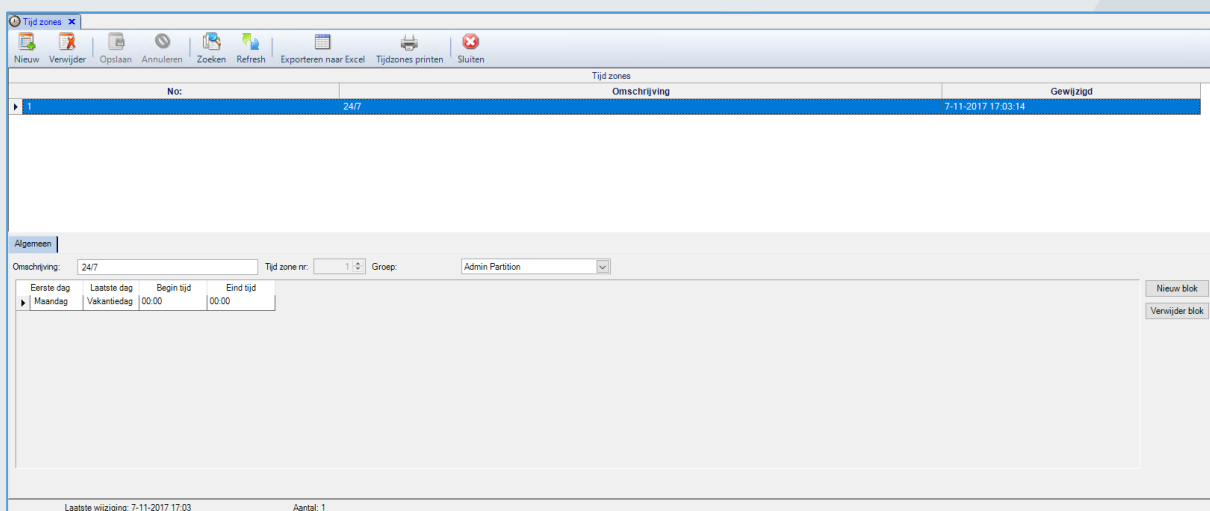 Tijd zones
Nieuw Verwijder Opslaan Annuleren Zoeken Refresh Exporteren naar Excel Tijdzones printen Sluiten
Tijd zones
No: Omschrijving Gewijzigd
1 24/7 7-11-2017 17:03:14
Algemeen
Omschrijving: 24/7 Tijd zone nr: 1 Groep: Admin Partition
Eerste dag Laatste dag Begin tijd Eind tijd Nieuw blok
Maandag Vakantiedag 00:00 00:00
Verwijder blok
Laatste wijziging: 7-11-2017 17:03 Aantal: 1